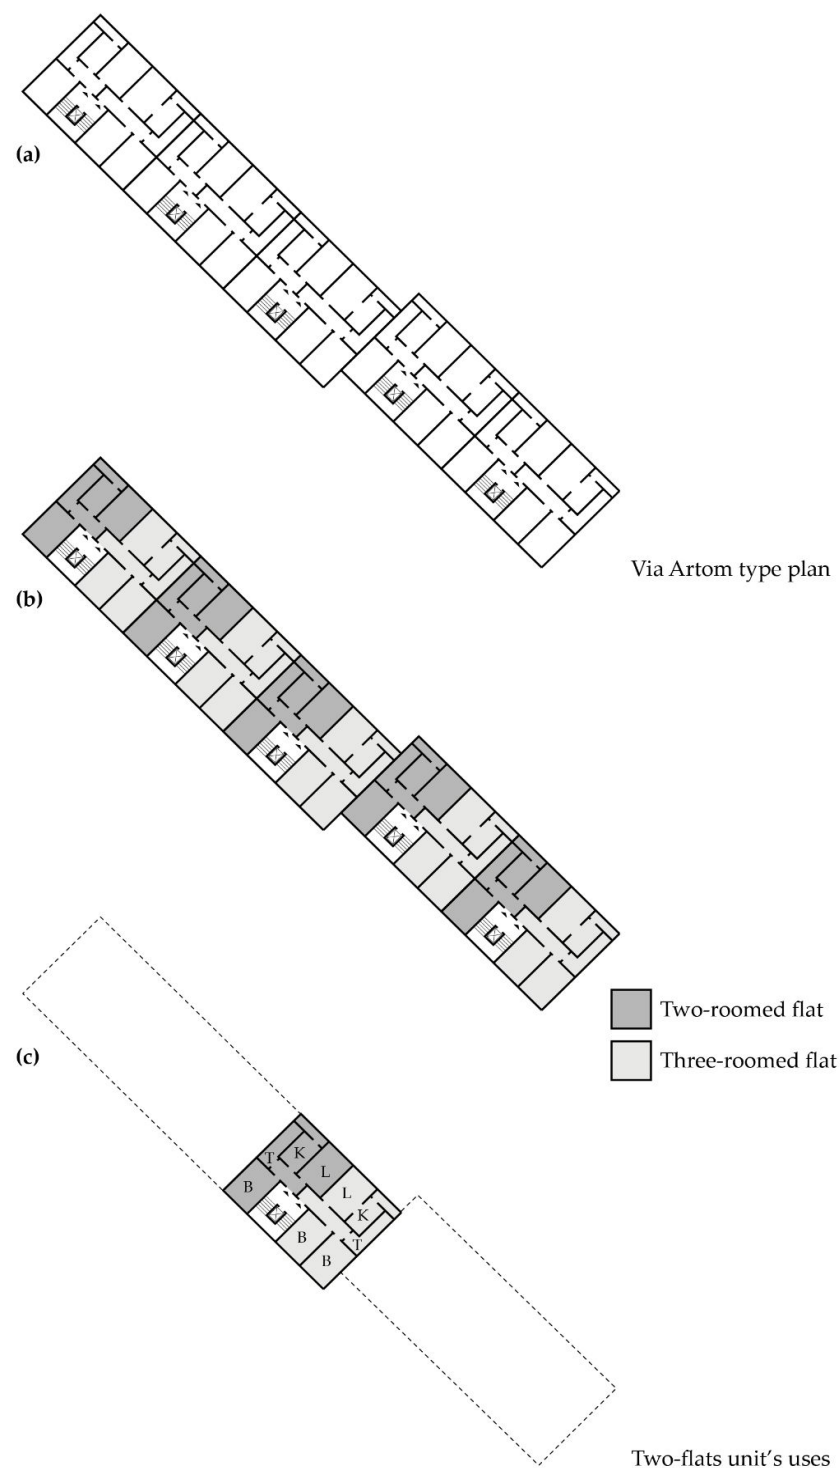 (a)
Via Artom type plan
(b)
Two-roomed flat
Three-roomed flat
(c)
K
T
L
B
L
K
B
T
B
Two-flats unit's uses